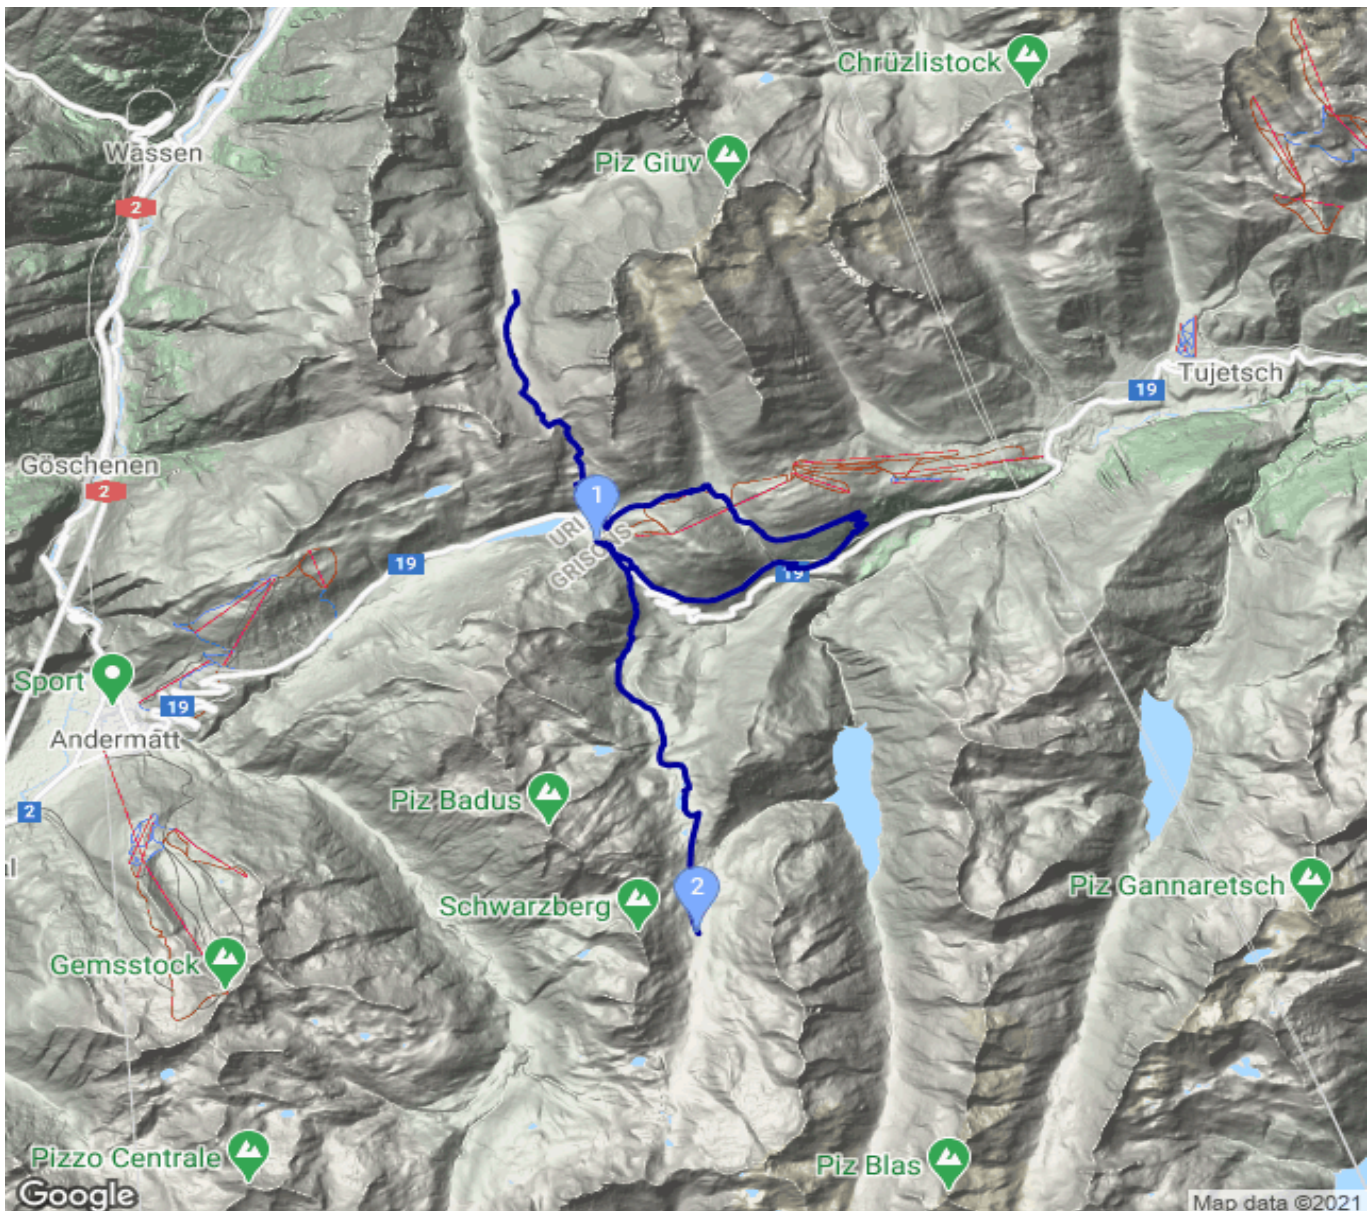 Chrüzlistock
Wassen
Piz Giuv
2
Tujetsch
19
Göschenen
2
1
URI
GRISONS
19
19
Sport
19
Andermatt
Piz Badus
2
al
2
Piz Gannaretsch
Schwarzberg
Gemsstock
Pizzo Centrale
Piz Blas
Google
Map data ©2021